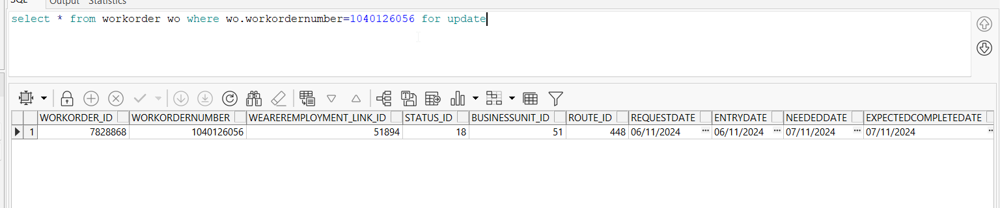 SQL Output Statistics
select * from workorder wo where wo.workordernumber=1040126056 for update
WORKORDER_ID WORKORDERNUMBER WEAREREMPLOYMENT_LINK_ID STATUS_ID BUSINESSUNIT_ID ROUTE_ID REQUESTDATE ENTRYDATE NEEDEDDATE EXPECTEDCOMPLETEDATE
1 7828868 1040126056 51894 18 51 448 06/11/2024 ... 06/11/2024 ... 07/11/2024 ... 07/11/2024 ...